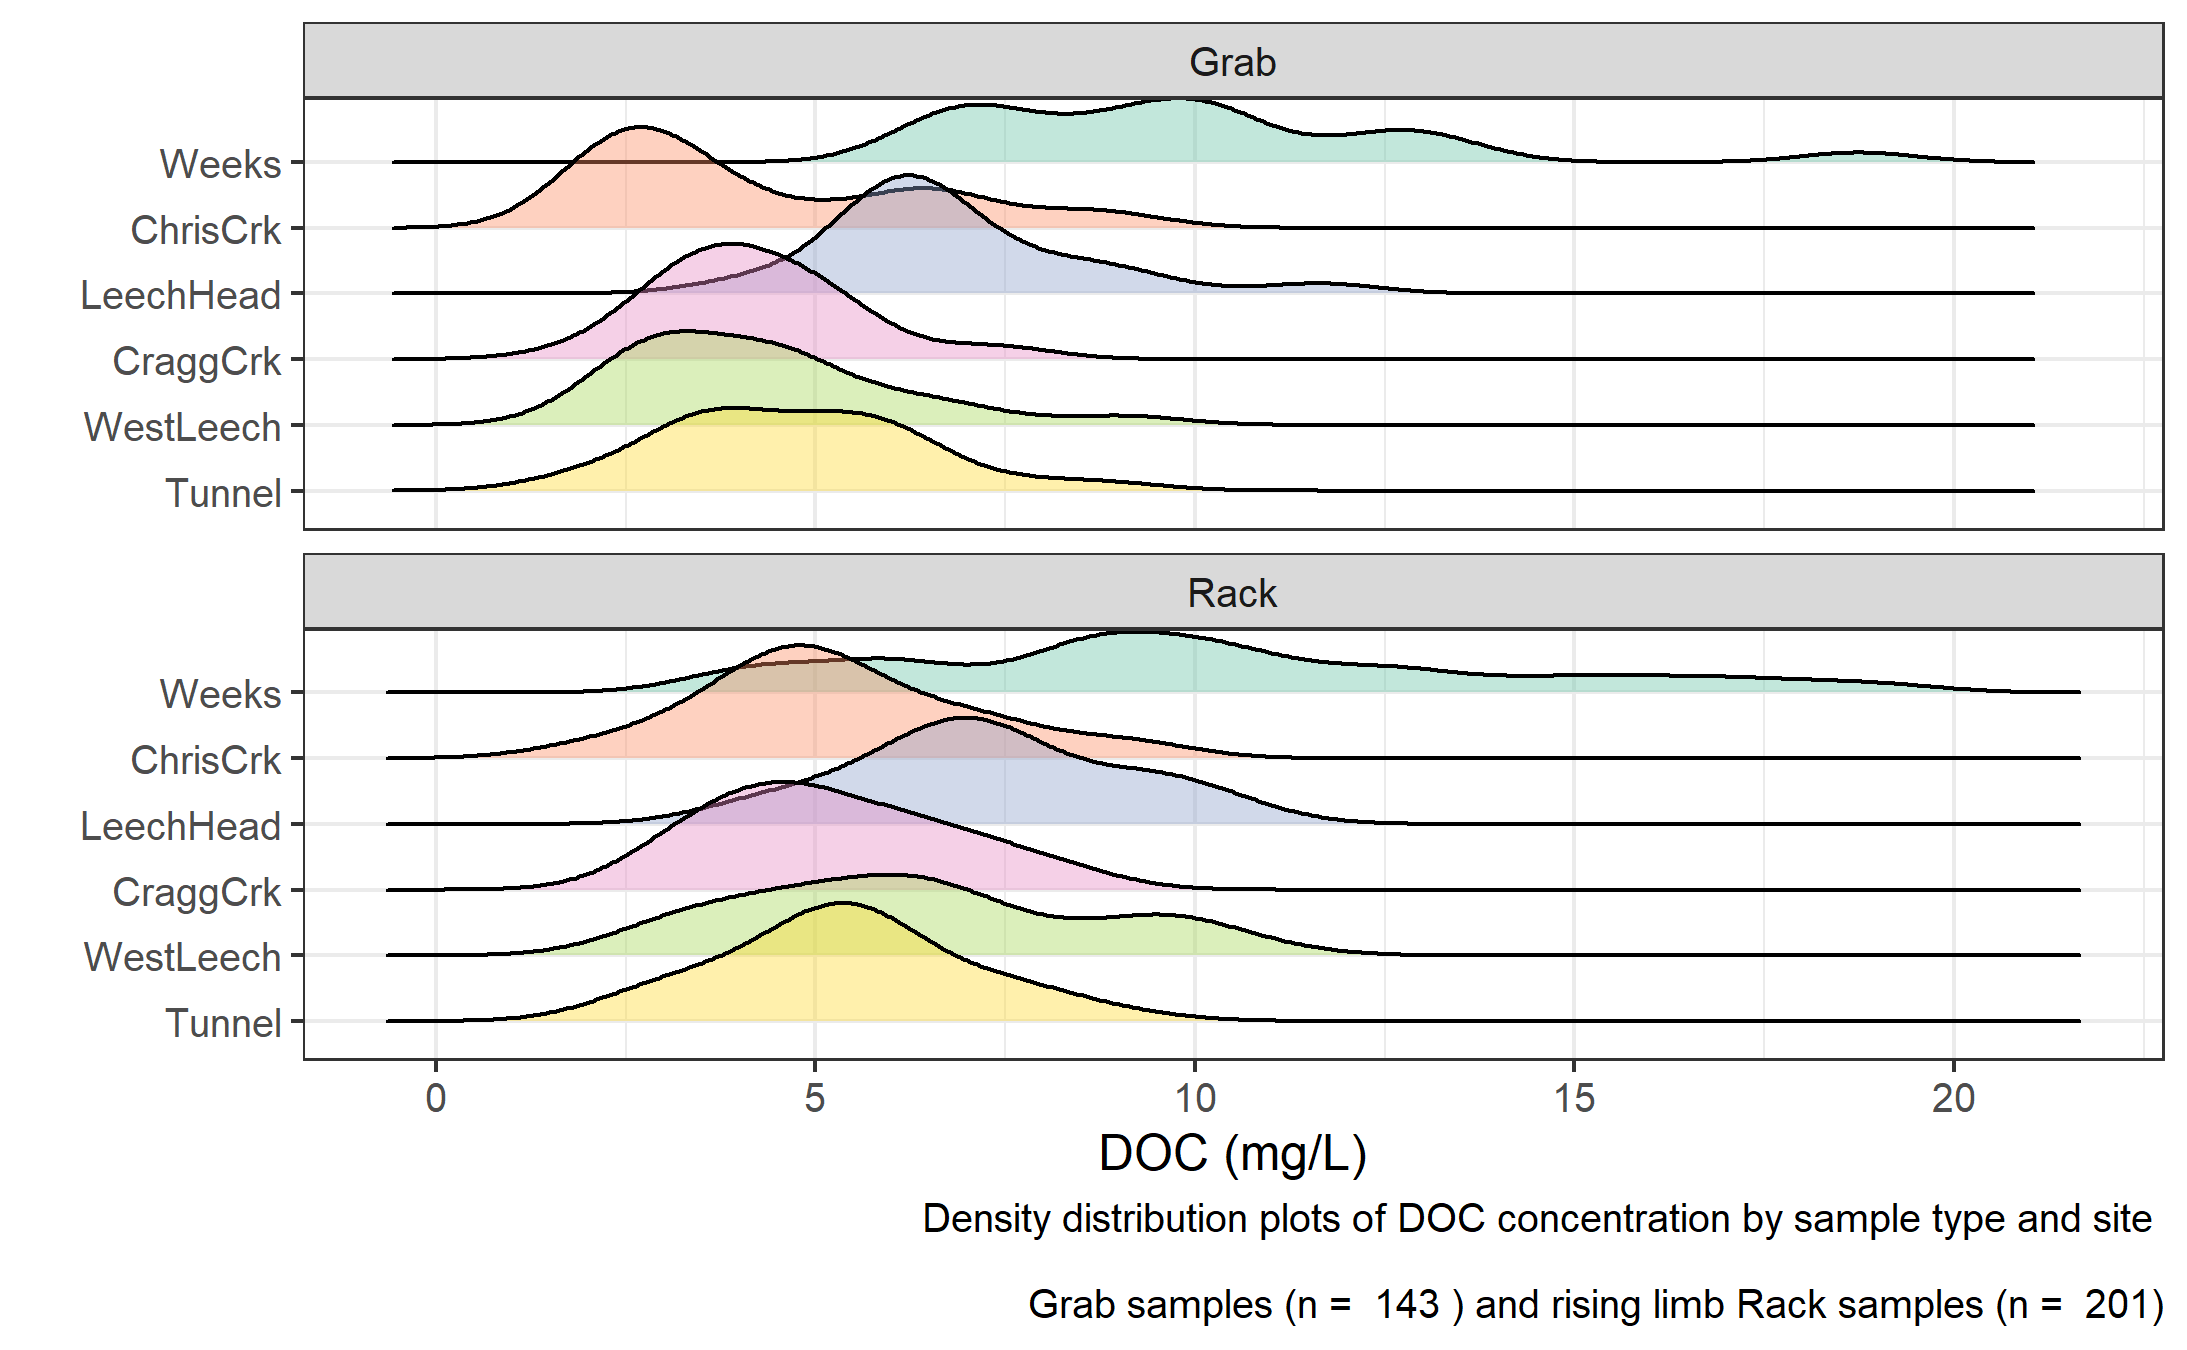 Grab
Weeks
ChrisCrk
LeechHead
CraggCrk
WestLeech
Tunnel
Rack
Weeks
ChrisCrk
LeechHead
CraggCrk
WestLeech
Tunnel
0 5 10 15 20
DOC (mg/L)
Density distribution plots of DOC concentration by sample type and site
Grab samples (n =  143 ) and rising limb Rack samples (n =  201)